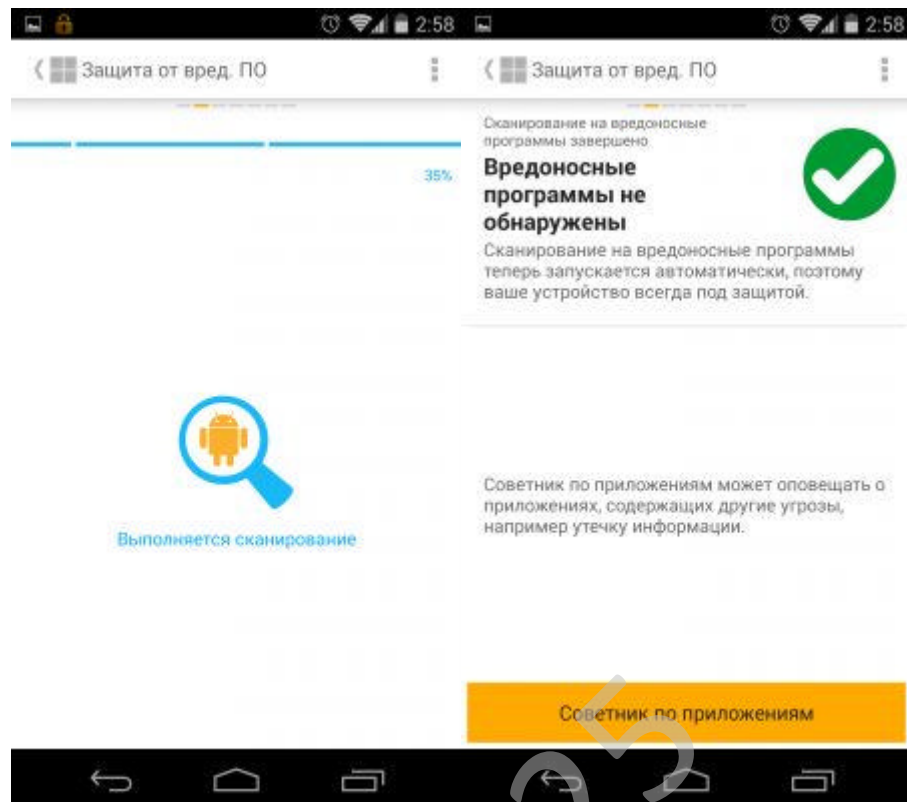 2:58
Защита от вред. ПО
35%
Выполняется сканирование
2:58
Защита от вред. ПО
Сканирование на вредоносные
программы завершено
Вредоносные
программы не
обнаружены
Сканирование на вредоносные программы
теперь запускается автоматически, поэтому
ваше устройство всегда под защитой.
Советник по приложениям может оповещать о
приложениях, содержащих другие угрозы,
например утечку информации.
Советник по приложениям